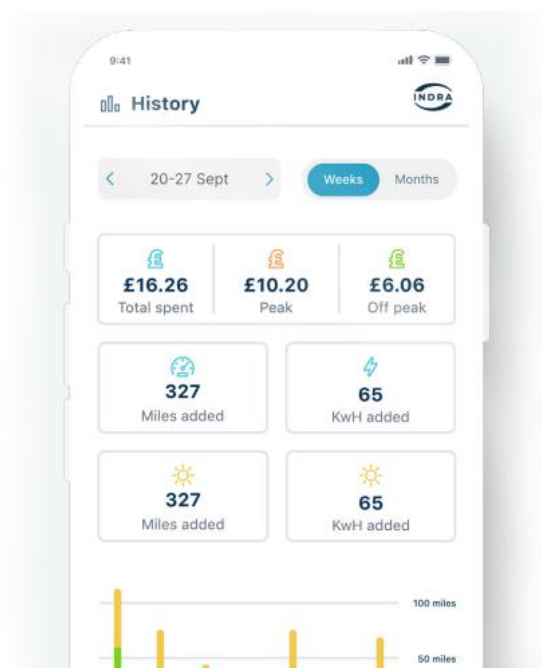 9:41
History
INDRA
20-27 Sept
Weeks
Months
£16.26
£10.20
£6.06
Total spent
Peak
Off peak
327
65
Miles added
KwH added
327
65
Miles added
KwH added
100 miles
50 miles